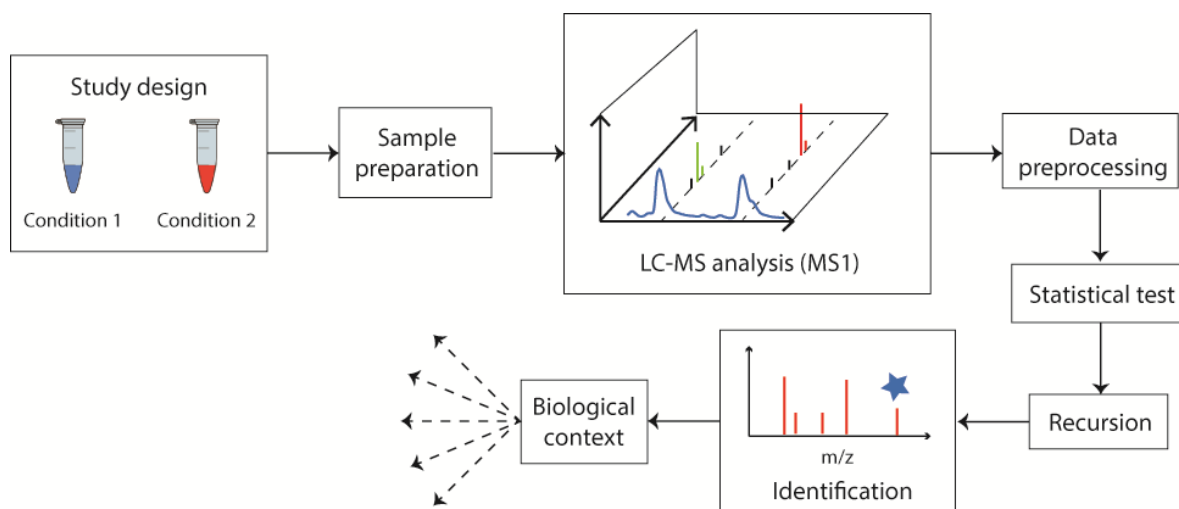 Study design
Condition 1
Condition 2
Sample
preparation
LC-MS analysis (MS1)
Data
preprocessing
Statistical test
Recursion
m/z
Identification
Biological
context